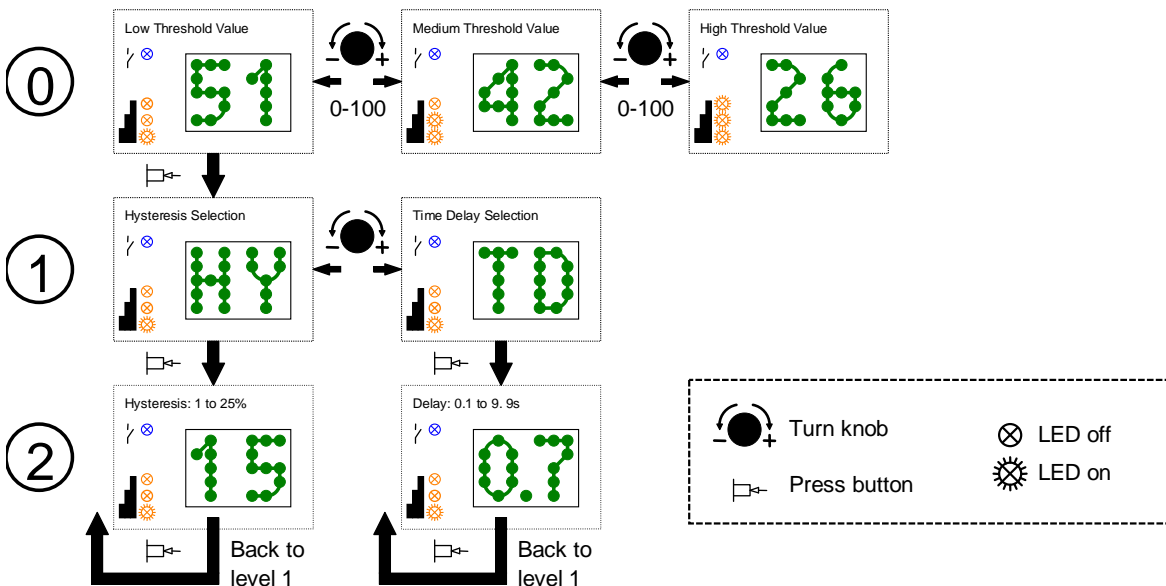 0
Low Threshold Value
51
- +
0-100
Medium Threshold Value
42
- +
0-100
High Threshold Value
26
1
Hysteresis Selection
HY
- +
Time Delay Selection
TD
2
Hysteresis: 1 to 25%
15
Back to
level 1
Delay: 0.1 to 9. 9s
0.7
Back to
level 1
- +
Turn knob
Press button
LED off
LED on